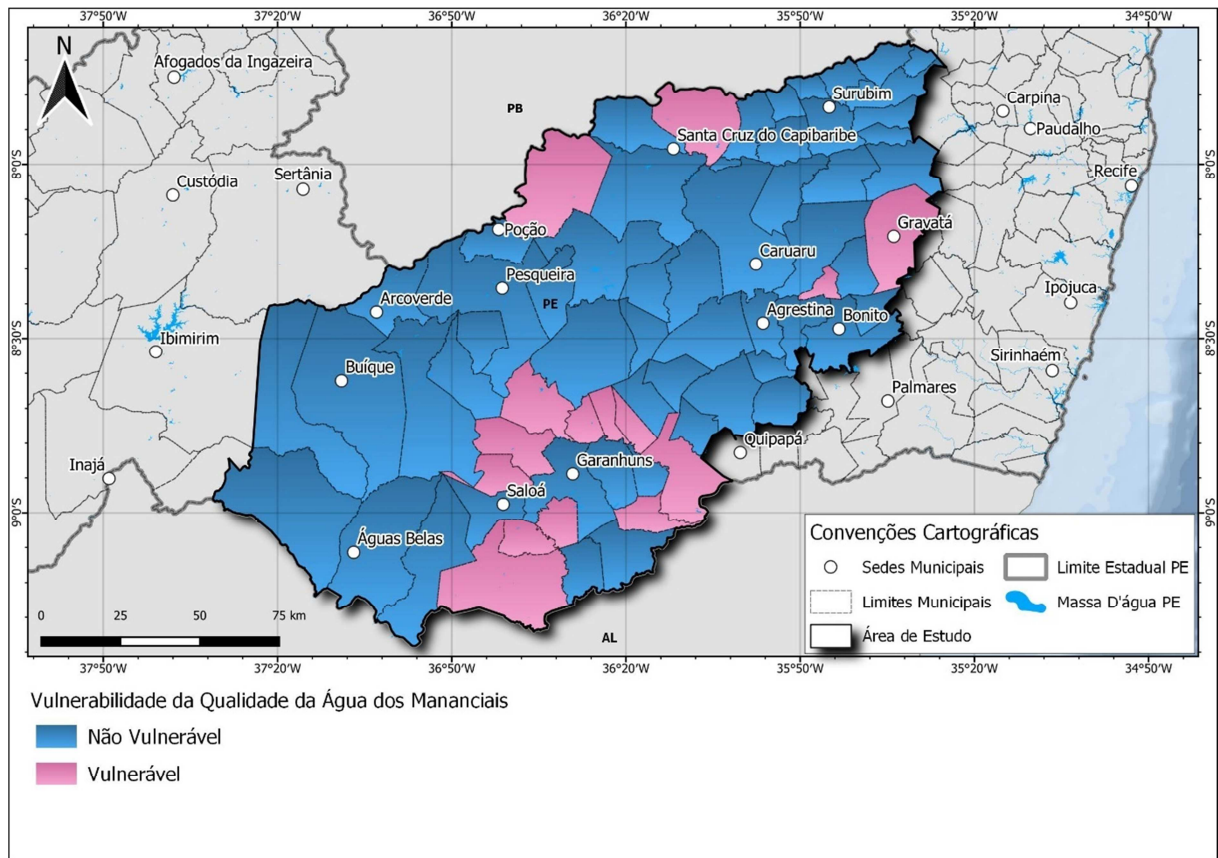 37°50'W 37°20'W 36°50'W 36°20'W 35°50'W 35°20'W 34°50'W
N
Afogados da Ingazeira
PB
Surubim
Carpina
Santa Cruz do Capibaribe
Paudalho
8°0'S 8°0'S
Custódia
Sertânia
Recife
Poção
Gravatá
Caruaru
Pesqueira
PE
Arcoverde
Ipojuca
Agrestina
Bonito
8°30'S 8°30'S
Ibimirim
Buíque
Sirinhaém
Palmares
Quipapá
Inajá
Garanhuns
Saloá
9°0'S 9°0'S
Águas Belas
Convenções Cartográficas
Sedes Municipais
Limite Estadual PE
Limites Municipais
Massa D'água PE
Área de Estudo
0 25 50 75 km
AL
37°50'W 37°20'W 36°50'W 36°20'W 35°50'W 35°20'W 34°50'W
Vulnerabilidade da Qualidade da Água dos Mananciais
Não Vulnerável
Vulnerável